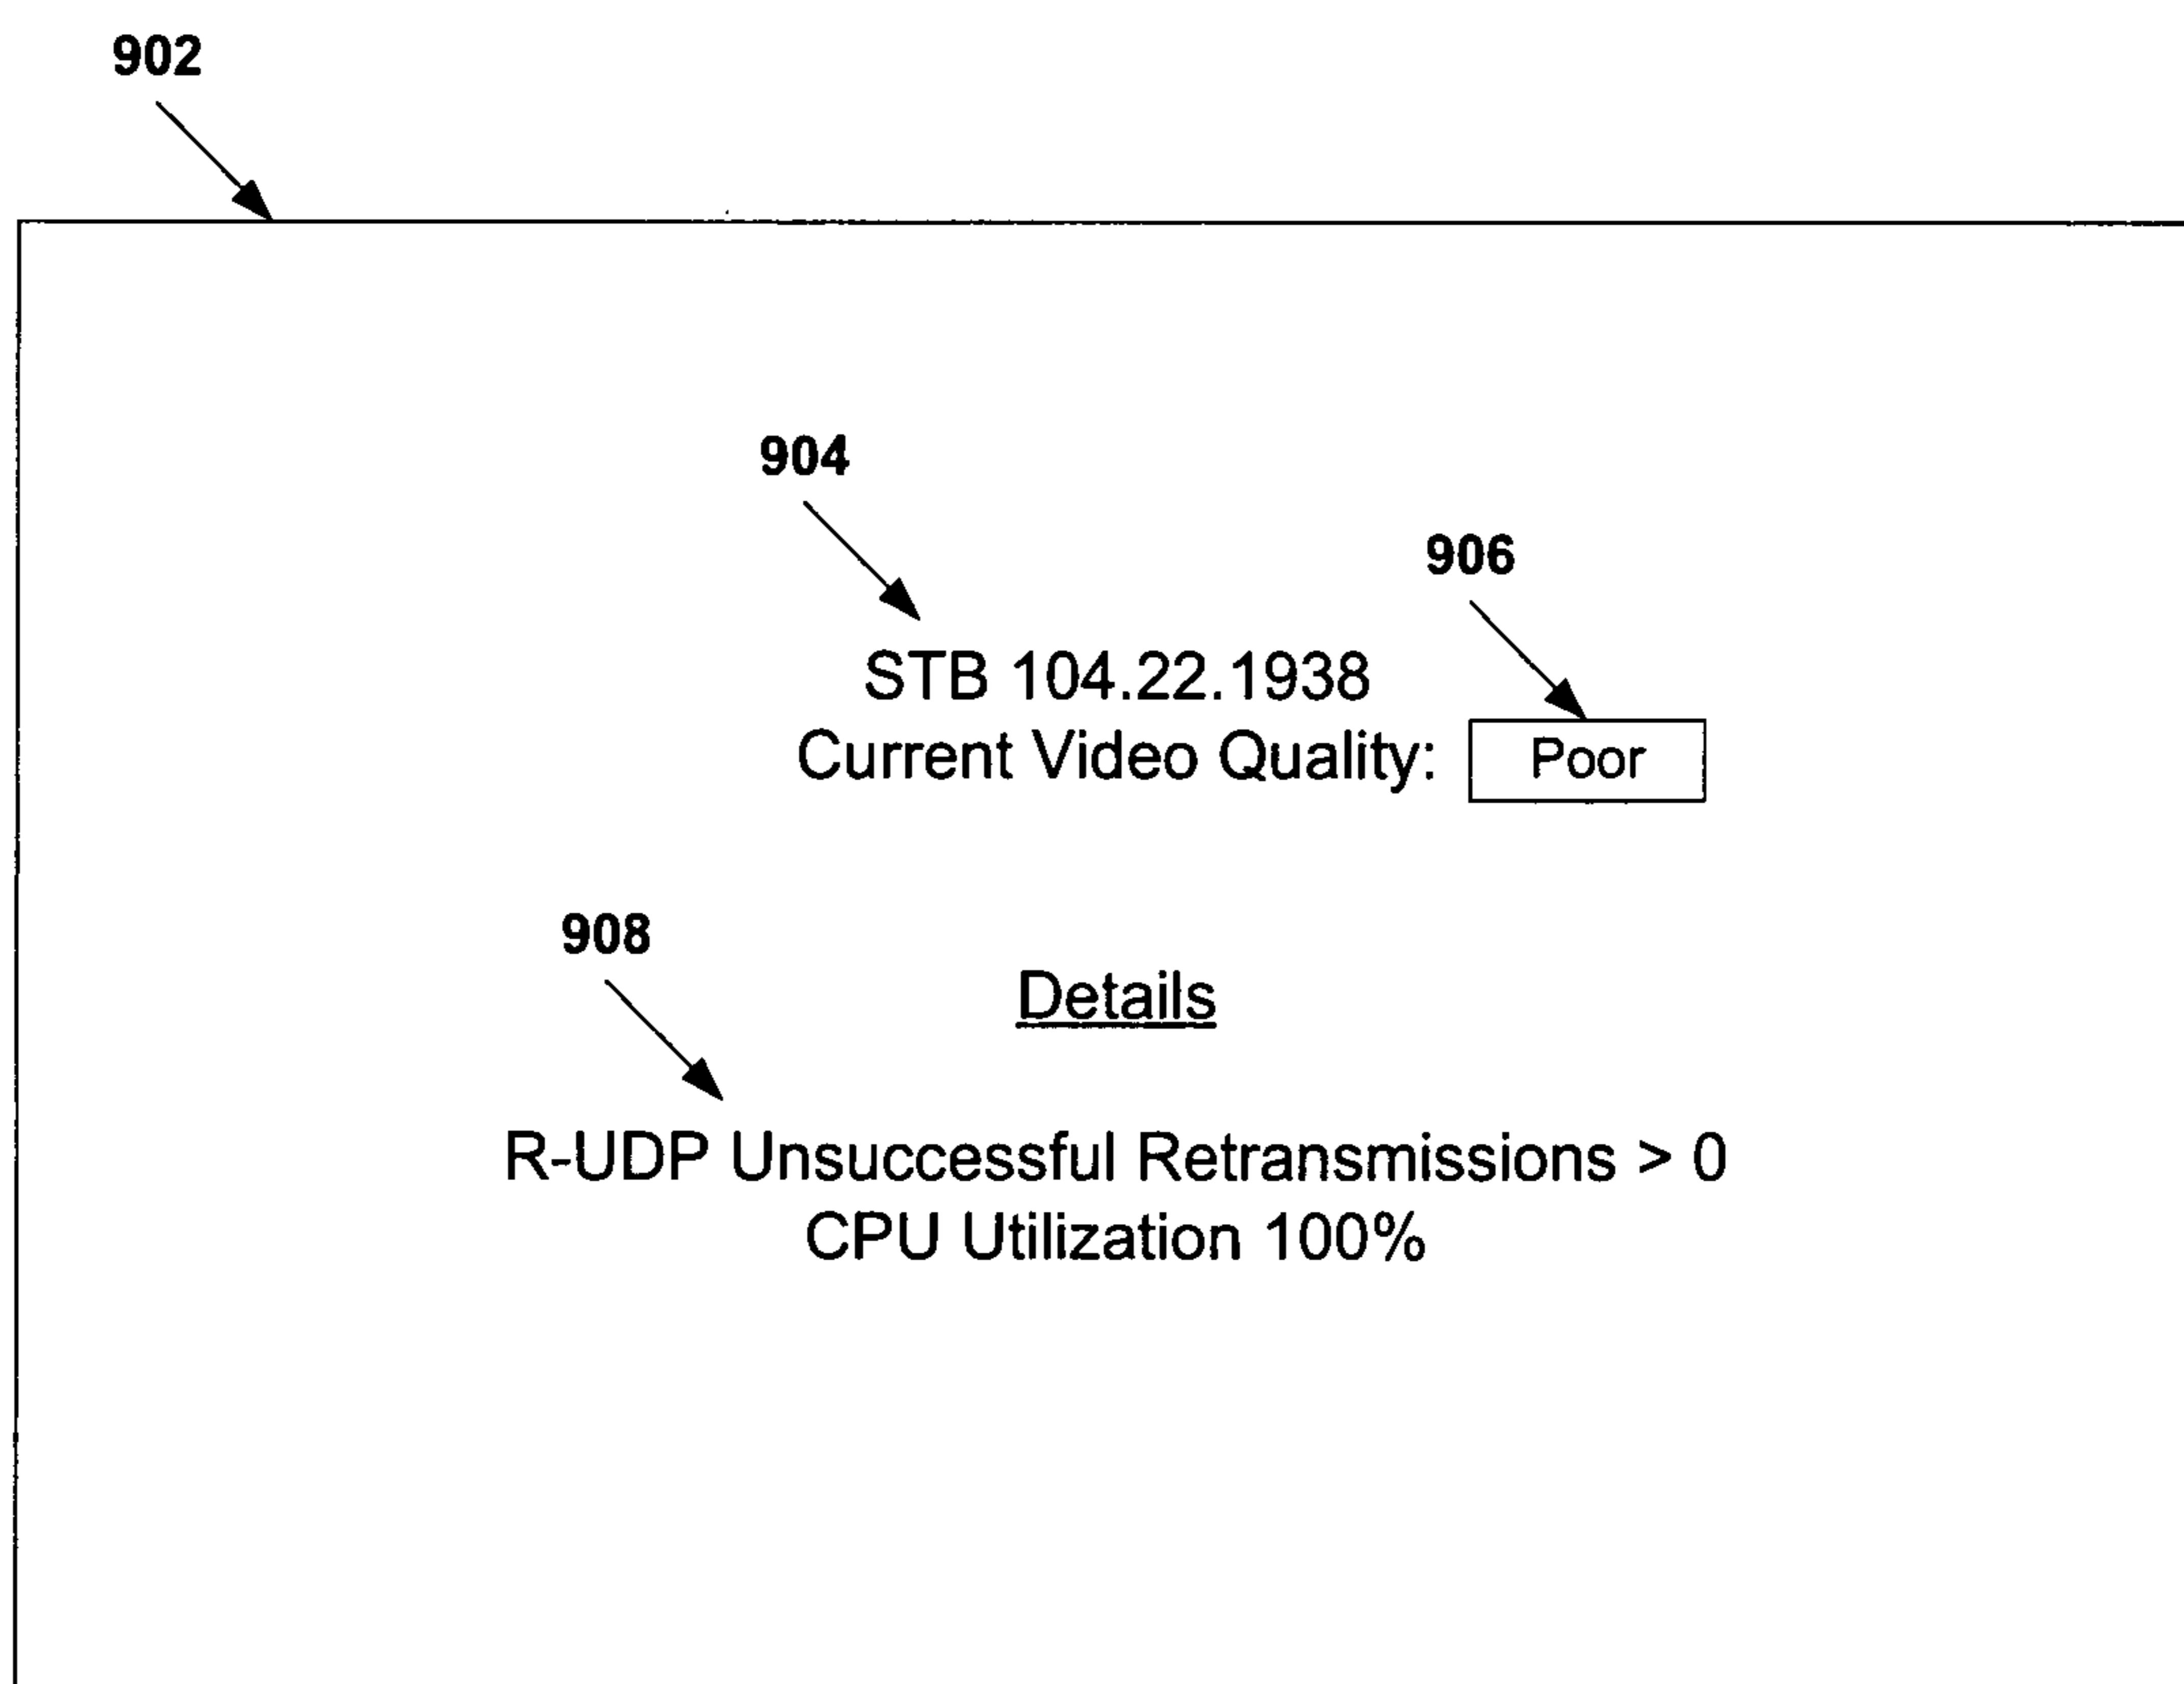 902
904
906
STB 104.22.1938
Current Video Quality: Poor
908
Details
R-UDP Unsuccessful Retransmissions > 0
CPU Utilization 100%